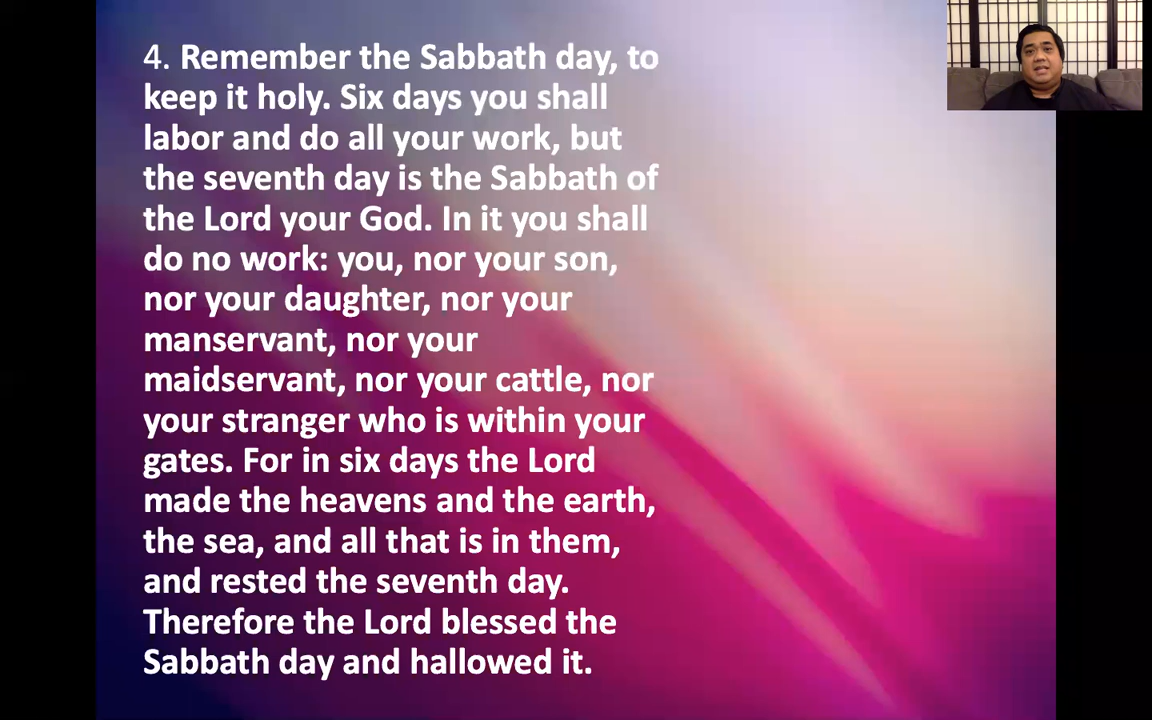 4. Remember the Sabbath day, to
keep it holy. Six days you shall
labor and do all your work, but
the seventh day is the Sabbath of
the Lord your God. In it you shall
do no work: you, nor your son,
nor your daughter, nor your
manservant, nor your
maidservant, nor your cattle, nor
your stranger who is within your
gates. For in six days the Lord
made the heavens and the earth,
the sea, and all that is in them,
and rested the seventh day.
Therefore the Lord blessed the
Sabbath day and hallowed it.